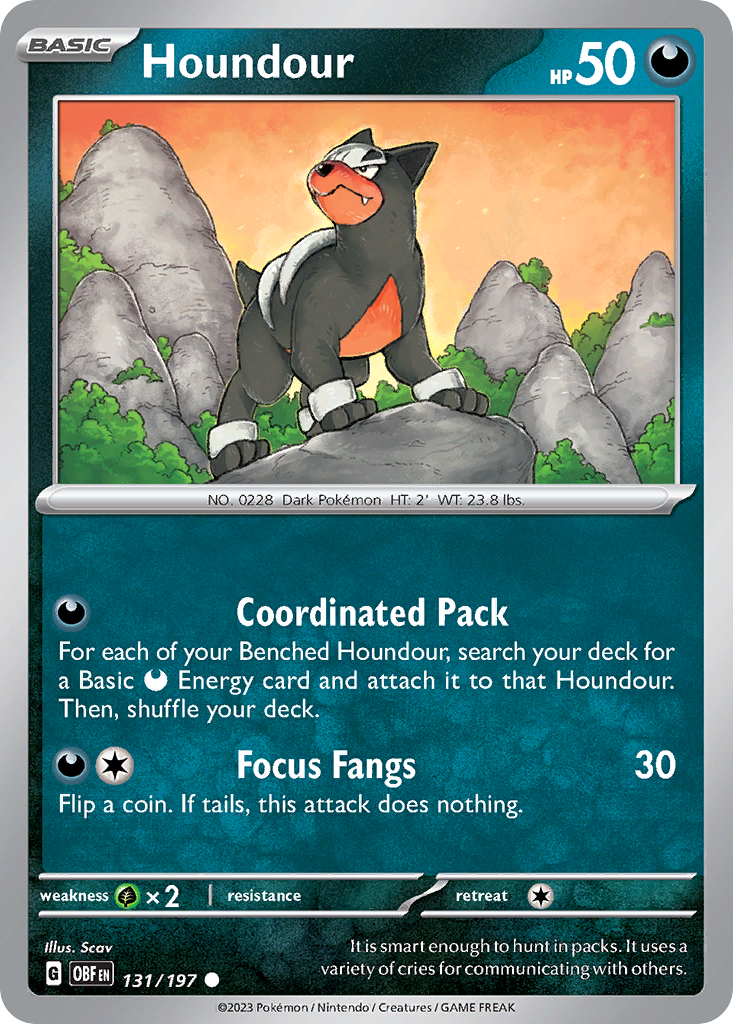 BASIC
Houndour
HP 50
NO. 0228 Dark Pokémon HT: 2' WT: 23.8 lbs.
Coordinated Pack
For each of your Benched Houndour, search your deck for
a Basic Energy card and attach it to that Houndour.
Then, shuffle your deck.
Focus Fangs 30
Flip a coin. If tails, this attack does nothing.
weakness ×2 resistance retreat
Illus. Scav
It is smart enough to hunt in packs. It uses a
variety of cries for communicating with others.
G OBF EN 131/197
©2023 Pokémon / Nintendo / Creatures / GAME FREAK